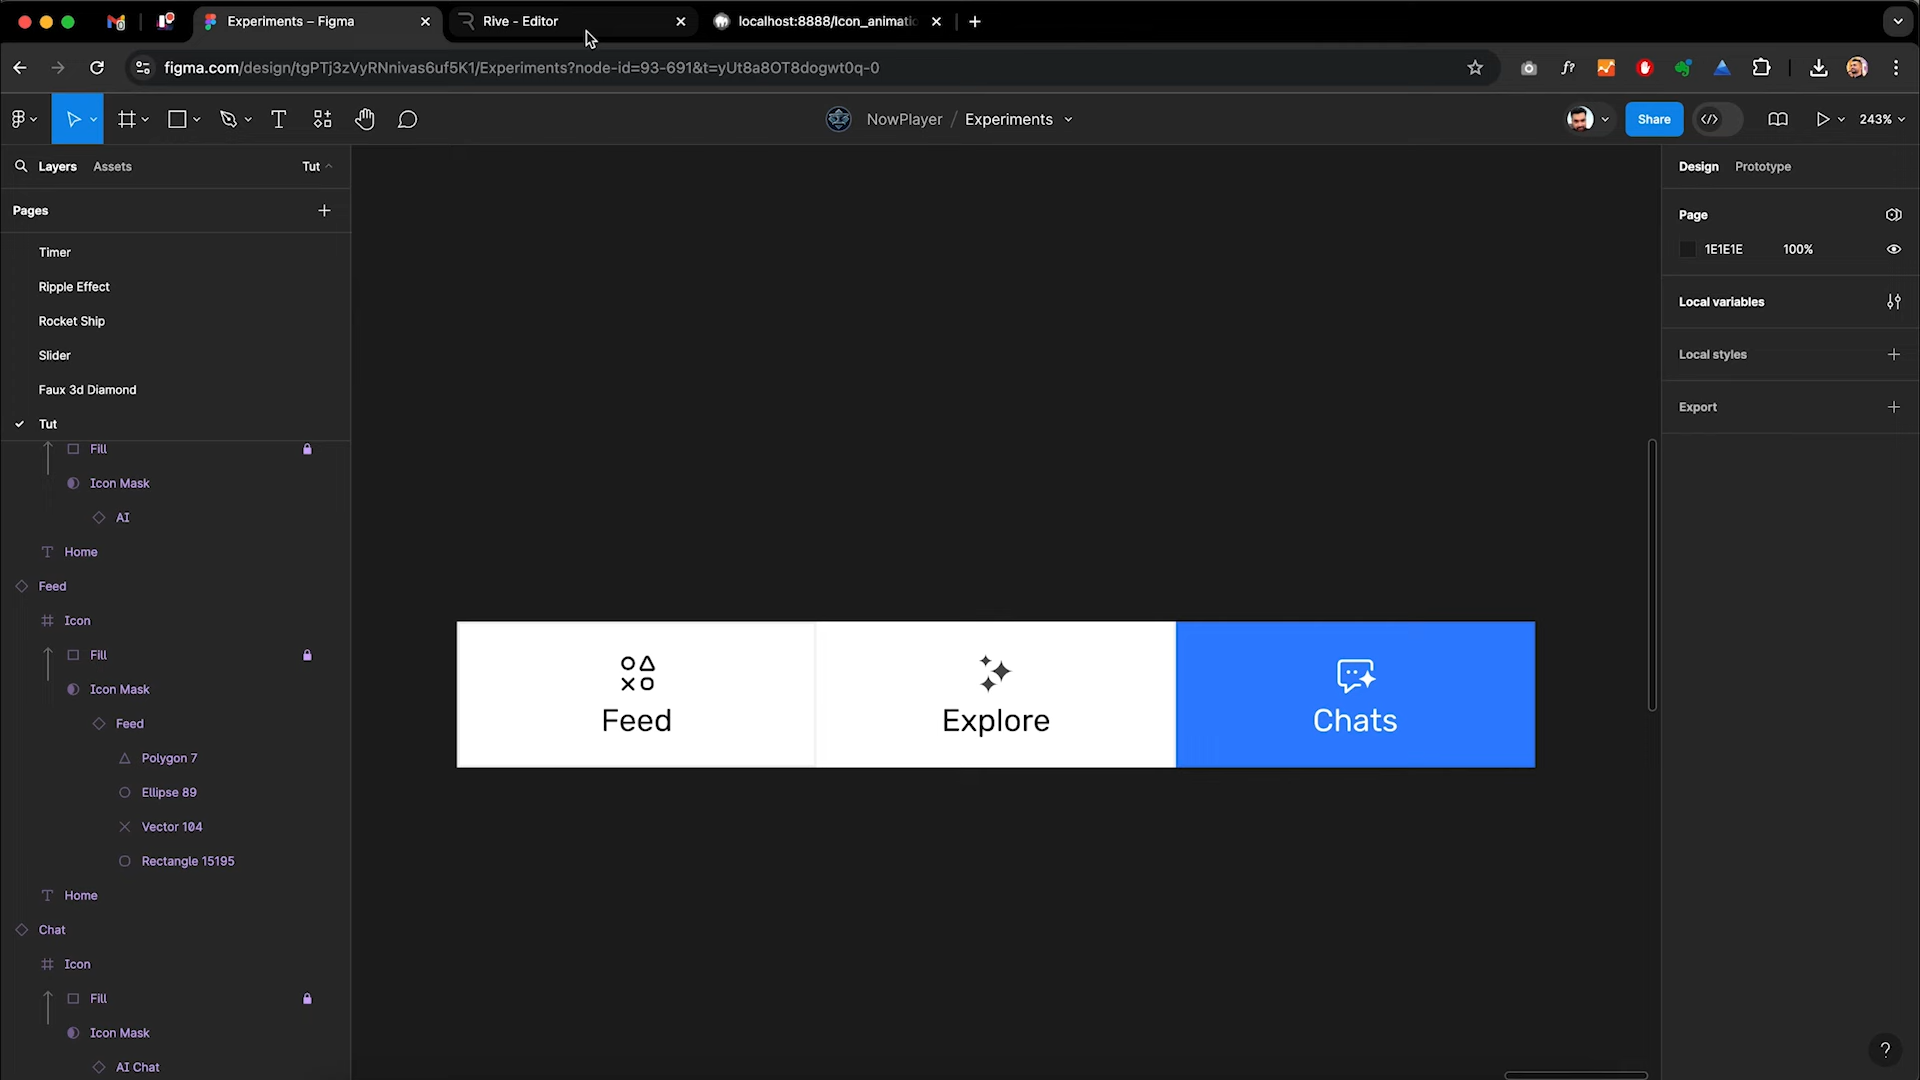 Experiments – Figma
Rive - Editor
localhost:8888/Icon_animati
figma.com/design/tgPTj3zVyRNnivas6uf5K1/Experiments?node-id=93-691&t=yUt8a8OT8dogwt0q-0
NowPlayer / Experiments
Share
243%
Layers
Assets
Tut
Design
Prototype
Pages
Page
1E1E1E
100%
Timer
Ripple Effect
Rocket Ship
Slider
Faux 3d Diamond
Tut
Local variables
Local styles
Export
Fill
Icon Mask
AI
Home
Feed
Icon
Fill
Icon Mask
Feed
Polygon 7
Ellipse 89
Vector 104
Rectangle 15195
Home
Chat
Icon
Fill
Icon Mask
AI Chat
Feed
Explore
Chats
?